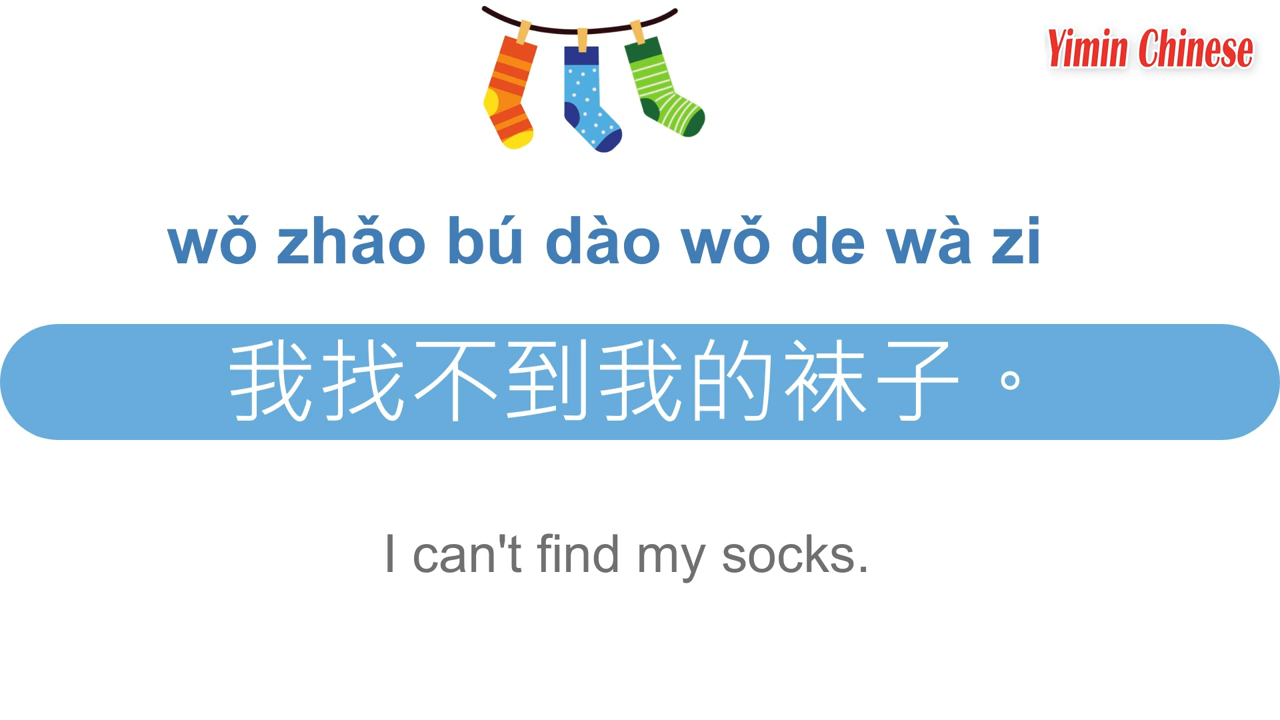 Yimin Chinese
wǒ zhǎo bú dào wǒ de wà zi
我找不到我的袜子。
I can't find my socks.